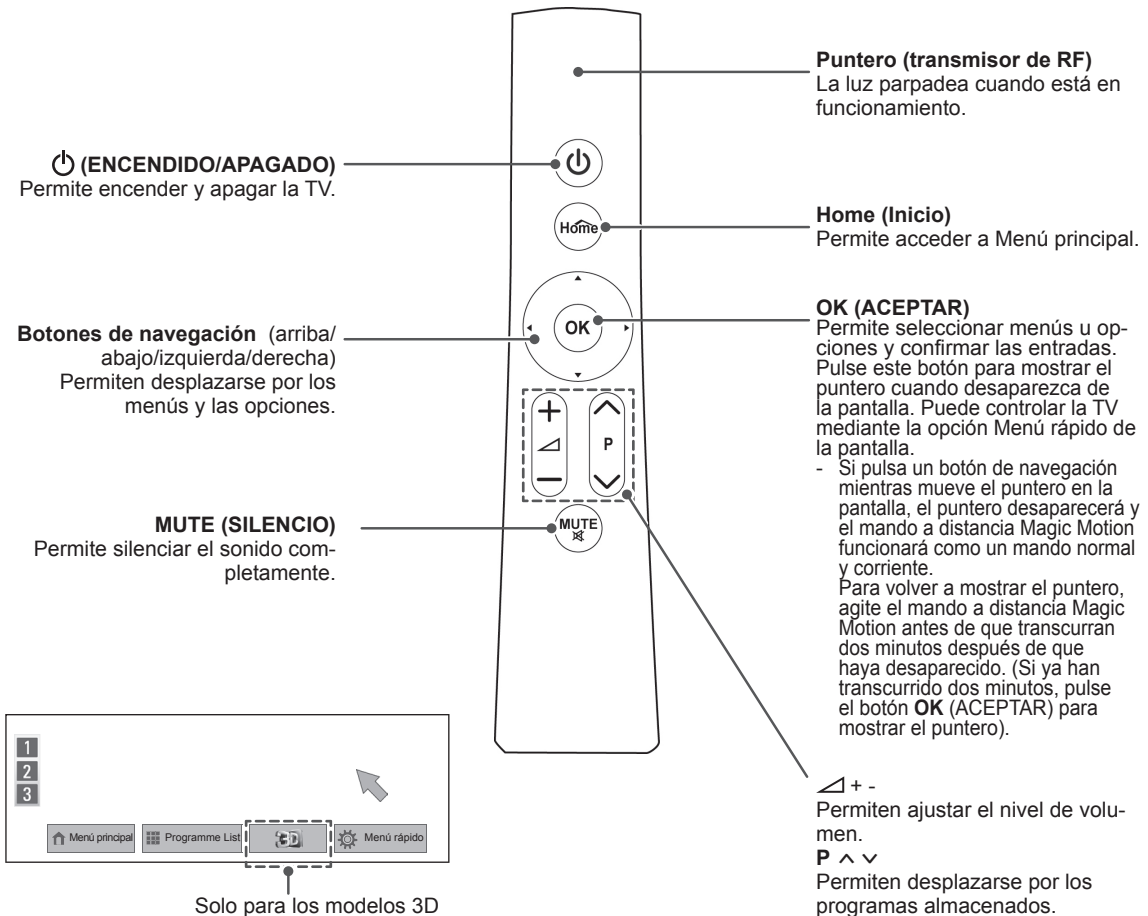 Puntero (transmisor de RF)
La luz parpadea cuando está en
funcionamiento.
(ENCENDIDO/APAGADO)
Permite encender y apagar la TV.
Home
Home (Inicio)
Permite acceder a Menú principal.
Botones de navegación (arriba/
abajo/izquierda/derecha)
Permiten desplazarse por los
menús y las opciones.
OK
OK (ACEPTAR)
Permite seleccionar menús u op-
ciones y confirmar las entradas.
Pulse este botón para mostrar el
puntero cuando desaparezca de
la pantalla. Puede controlar la TV
mediante la opción Menú rápido de
la pantalla.
- Si pulsa un botón de navegación
mientras mueve el puntero en la
pantalla, el puntero desaparecerá y
el mando a distancia Magic Motion
funcionará como un mando normal
y corriente.
Para volver a mostrar el puntero,
agite el mando a distancia Magic
Motion antes de que transcurran
dos minutos después de que
haya desaparecido. (Si ya han
transcurrido dos minutos, pulse
el botón OK (ACEPTAR) para
mostrar el puntero).
+
P
−
MUTE
MUTE (SILENCIO)
Permite silenciar el sonido com-
pletamente.
+ -
Permiten ajustar el nivel de volu-
men.
P
Permiten desplazarse por los
programas almacenados.
1
2
3
Menú principal
Programme List
3D
Menú rápido
Solo para los modelos 3D